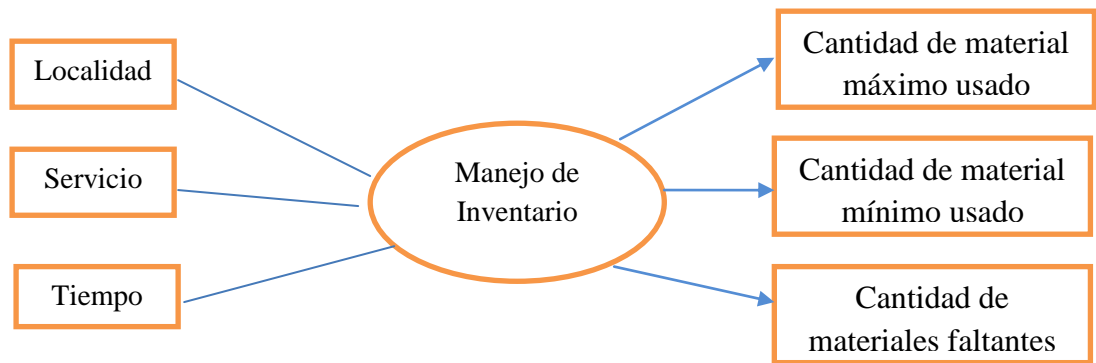 Localidad
Servicio
Tiempo
Manejo de
Inventario
Cantidad de material
máximo usado
Cantidad de material
mínimo usado
Cantidad de
materiales faltantes